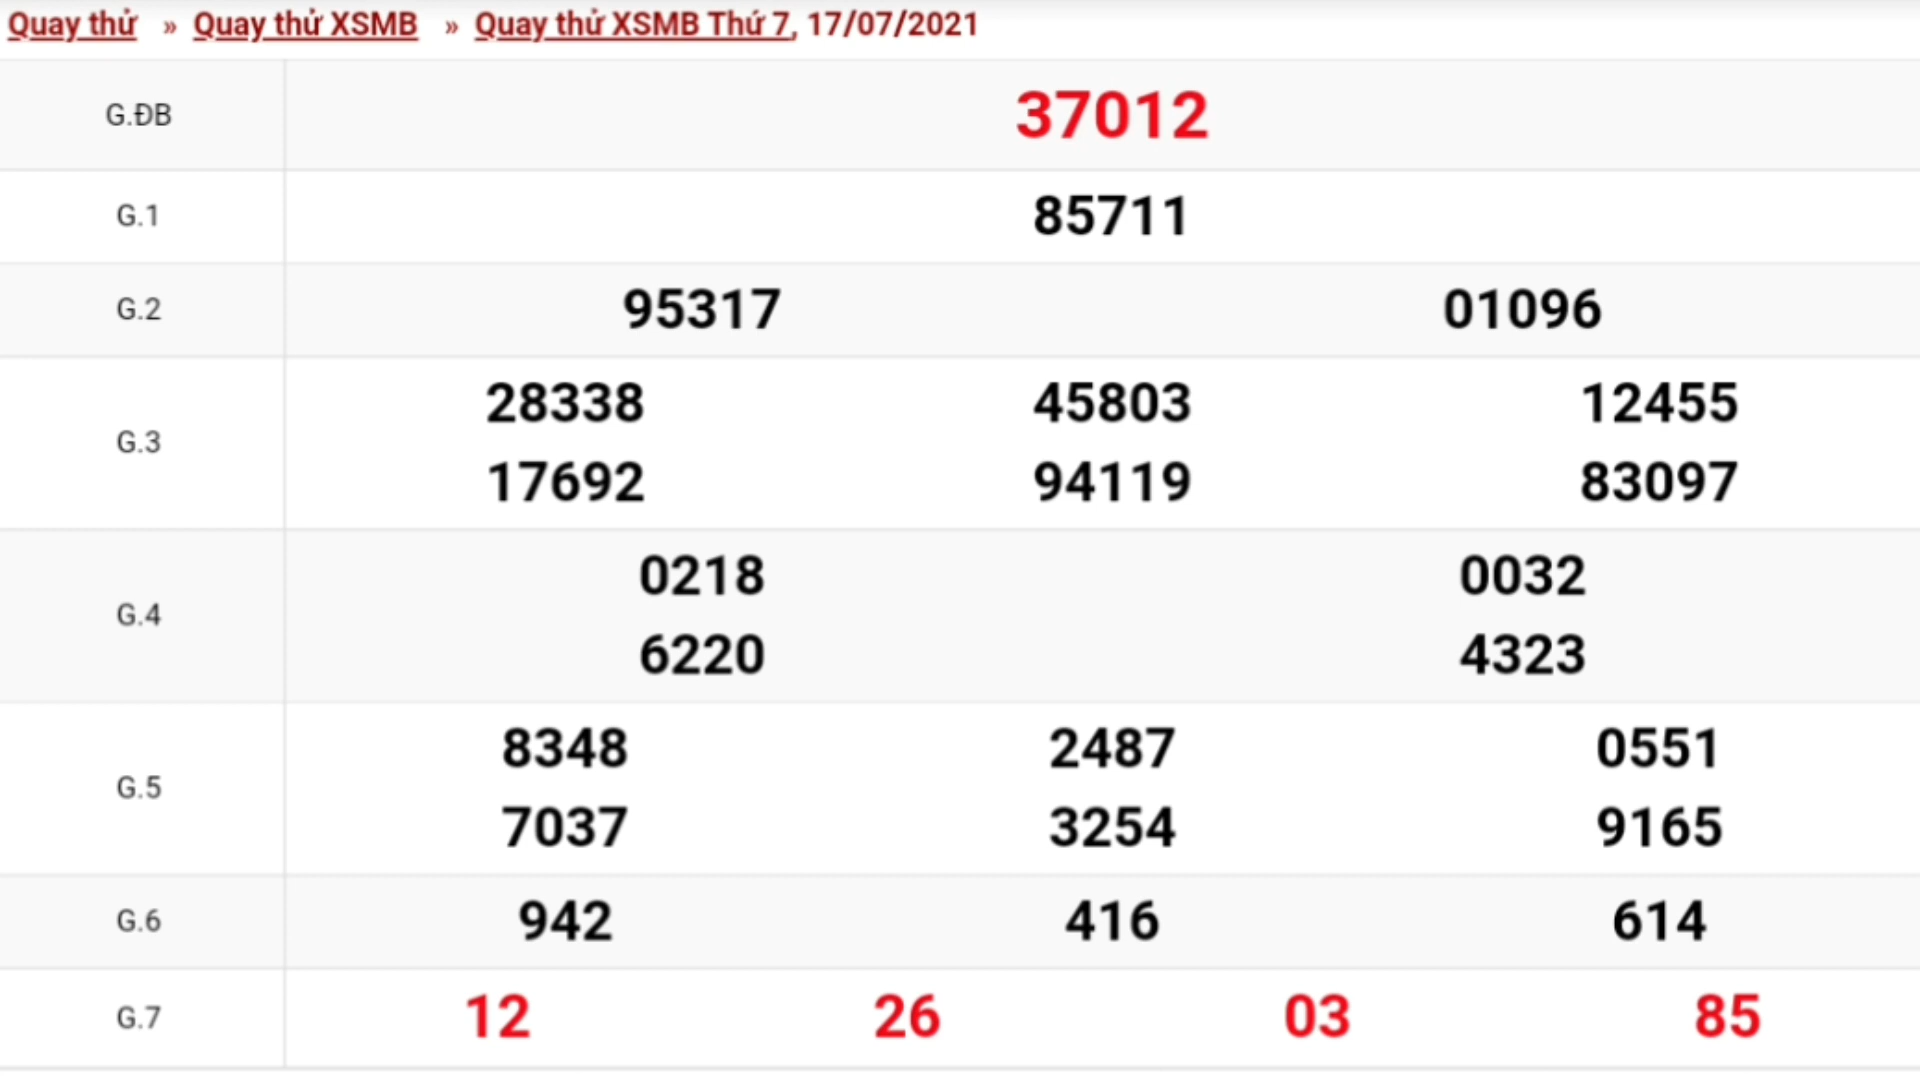 Quay thử » Quay thử XSMB » Quay thử XSMB Thứ 7, 17/07/2021
G.ĐB 37012
G.1 85711
G.2 95317 01096
G.3 28338 45803 12455
17692 94119 83097
G.4 0218 0032
6220 4323
G.5 8348 2487 0551
7037 3254 9165
G.6 942 416 614
G.7 12 26 03 85